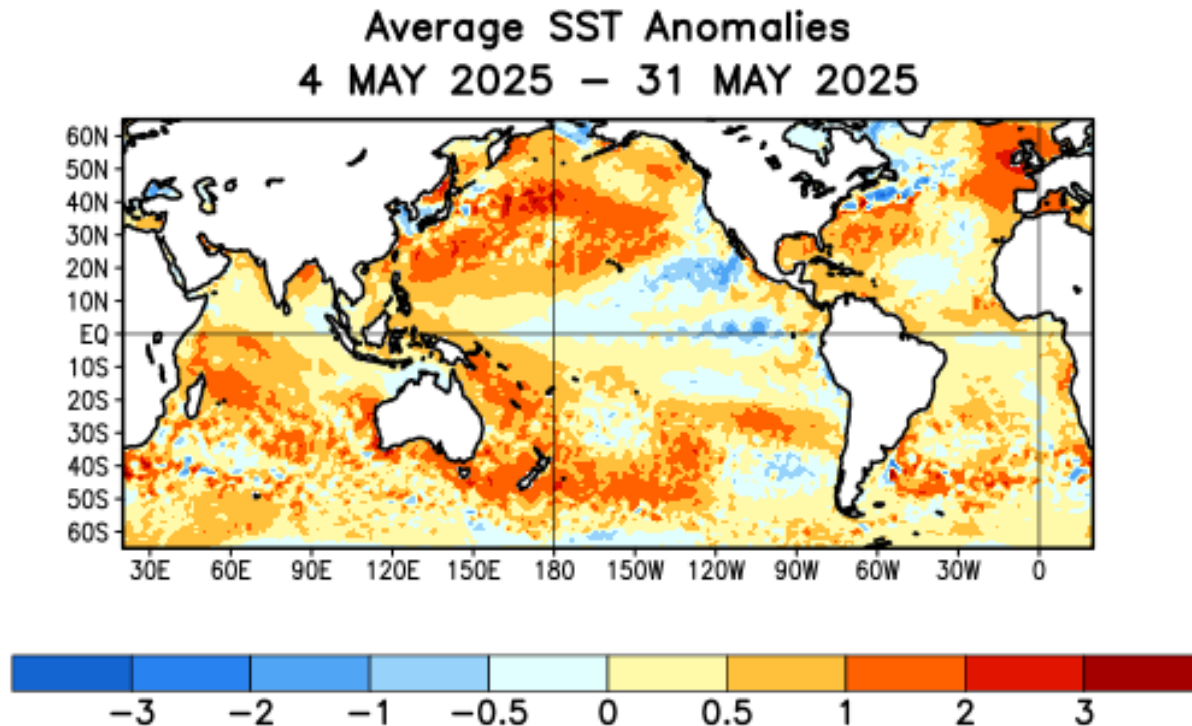 Average SST Anomalies
4 MAY 2025 – 31 MAY 2025
60N
50N
40N
30N
20N
10N
EQ
10S
20S
30S
40S
50S
60S
30E 60E 90E 120E 150E 180 150W 120W 90W 60W 30W 0
-3 -2 -1 -0.5 0 0.5 1 2 3